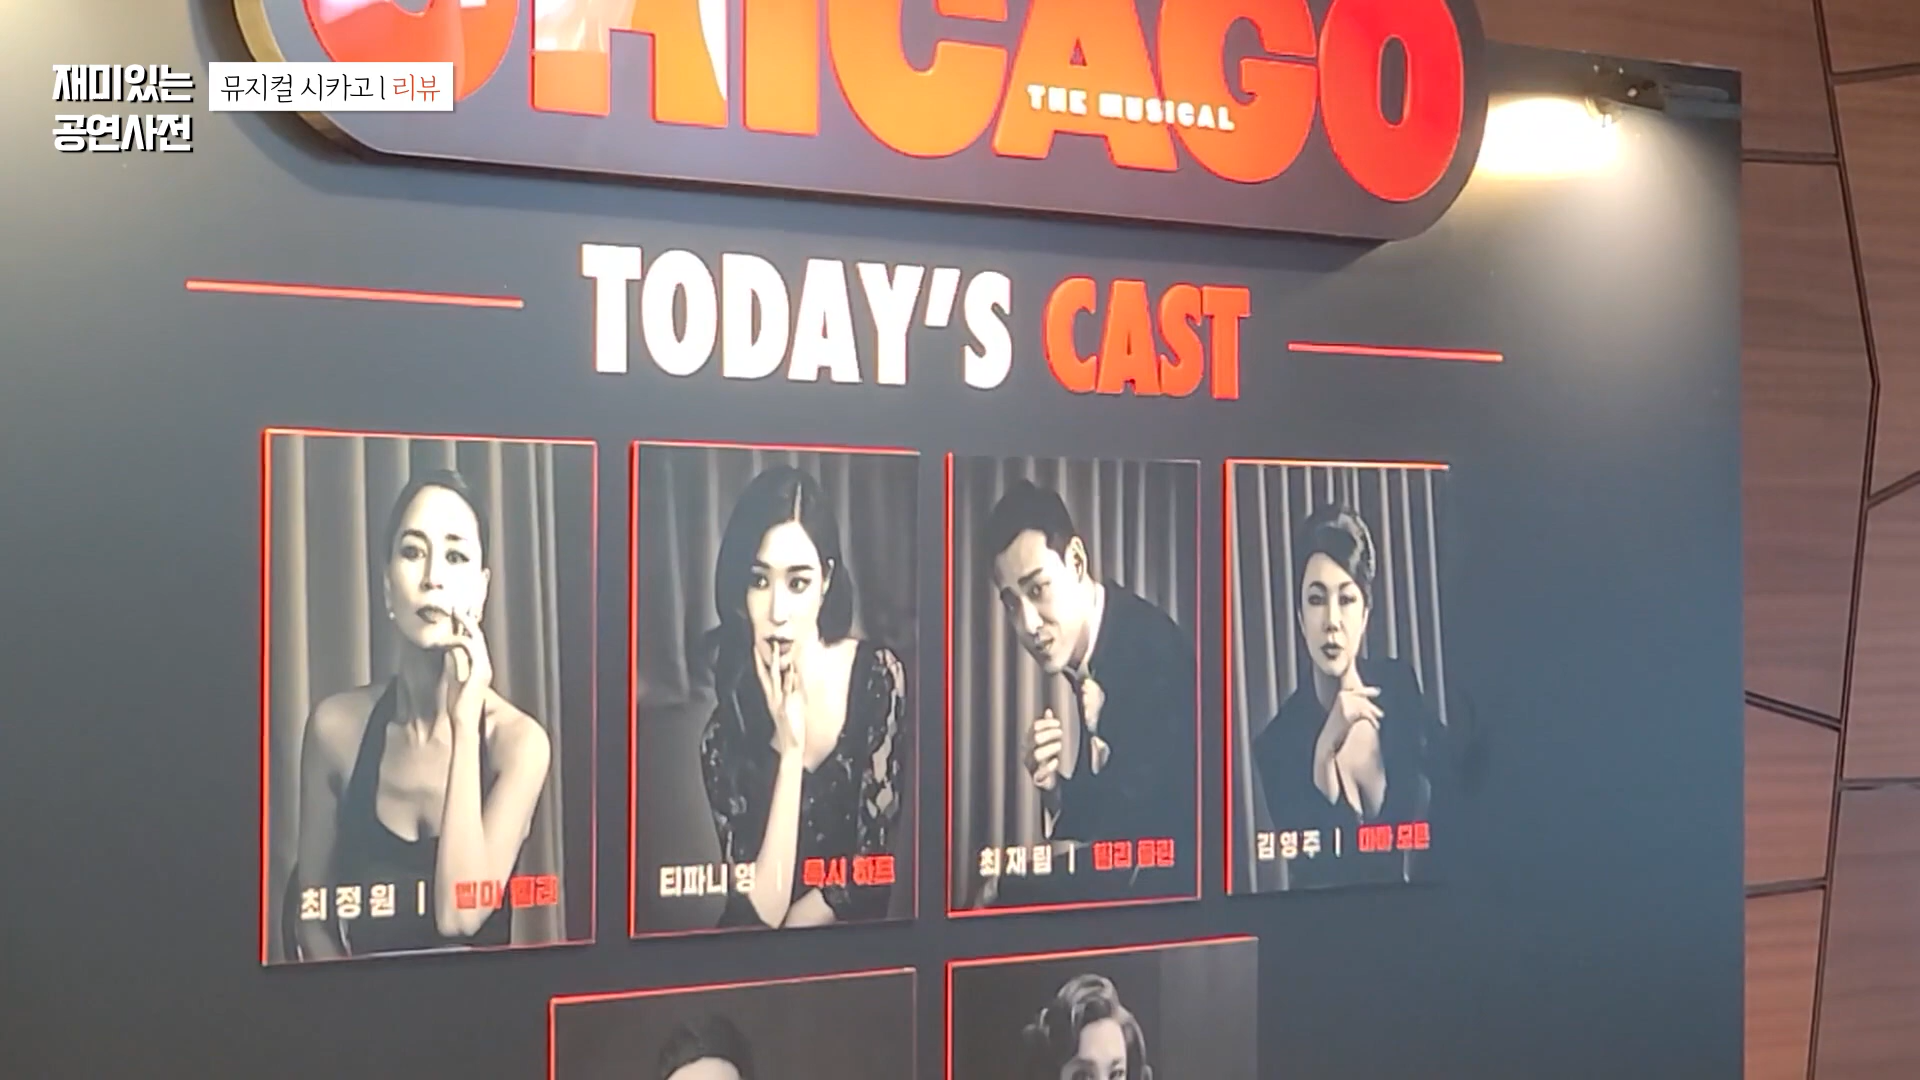 재미있는
공연사전
뮤지컬 시카고 | 리뷰
CHICAGO
THE MUSICAL
TODAY'S CAST
최정원 | 벨마 켈리
티파니 영 | 록시 하트
최재림 | 빌리 플린
김영주 | 마마 모튼